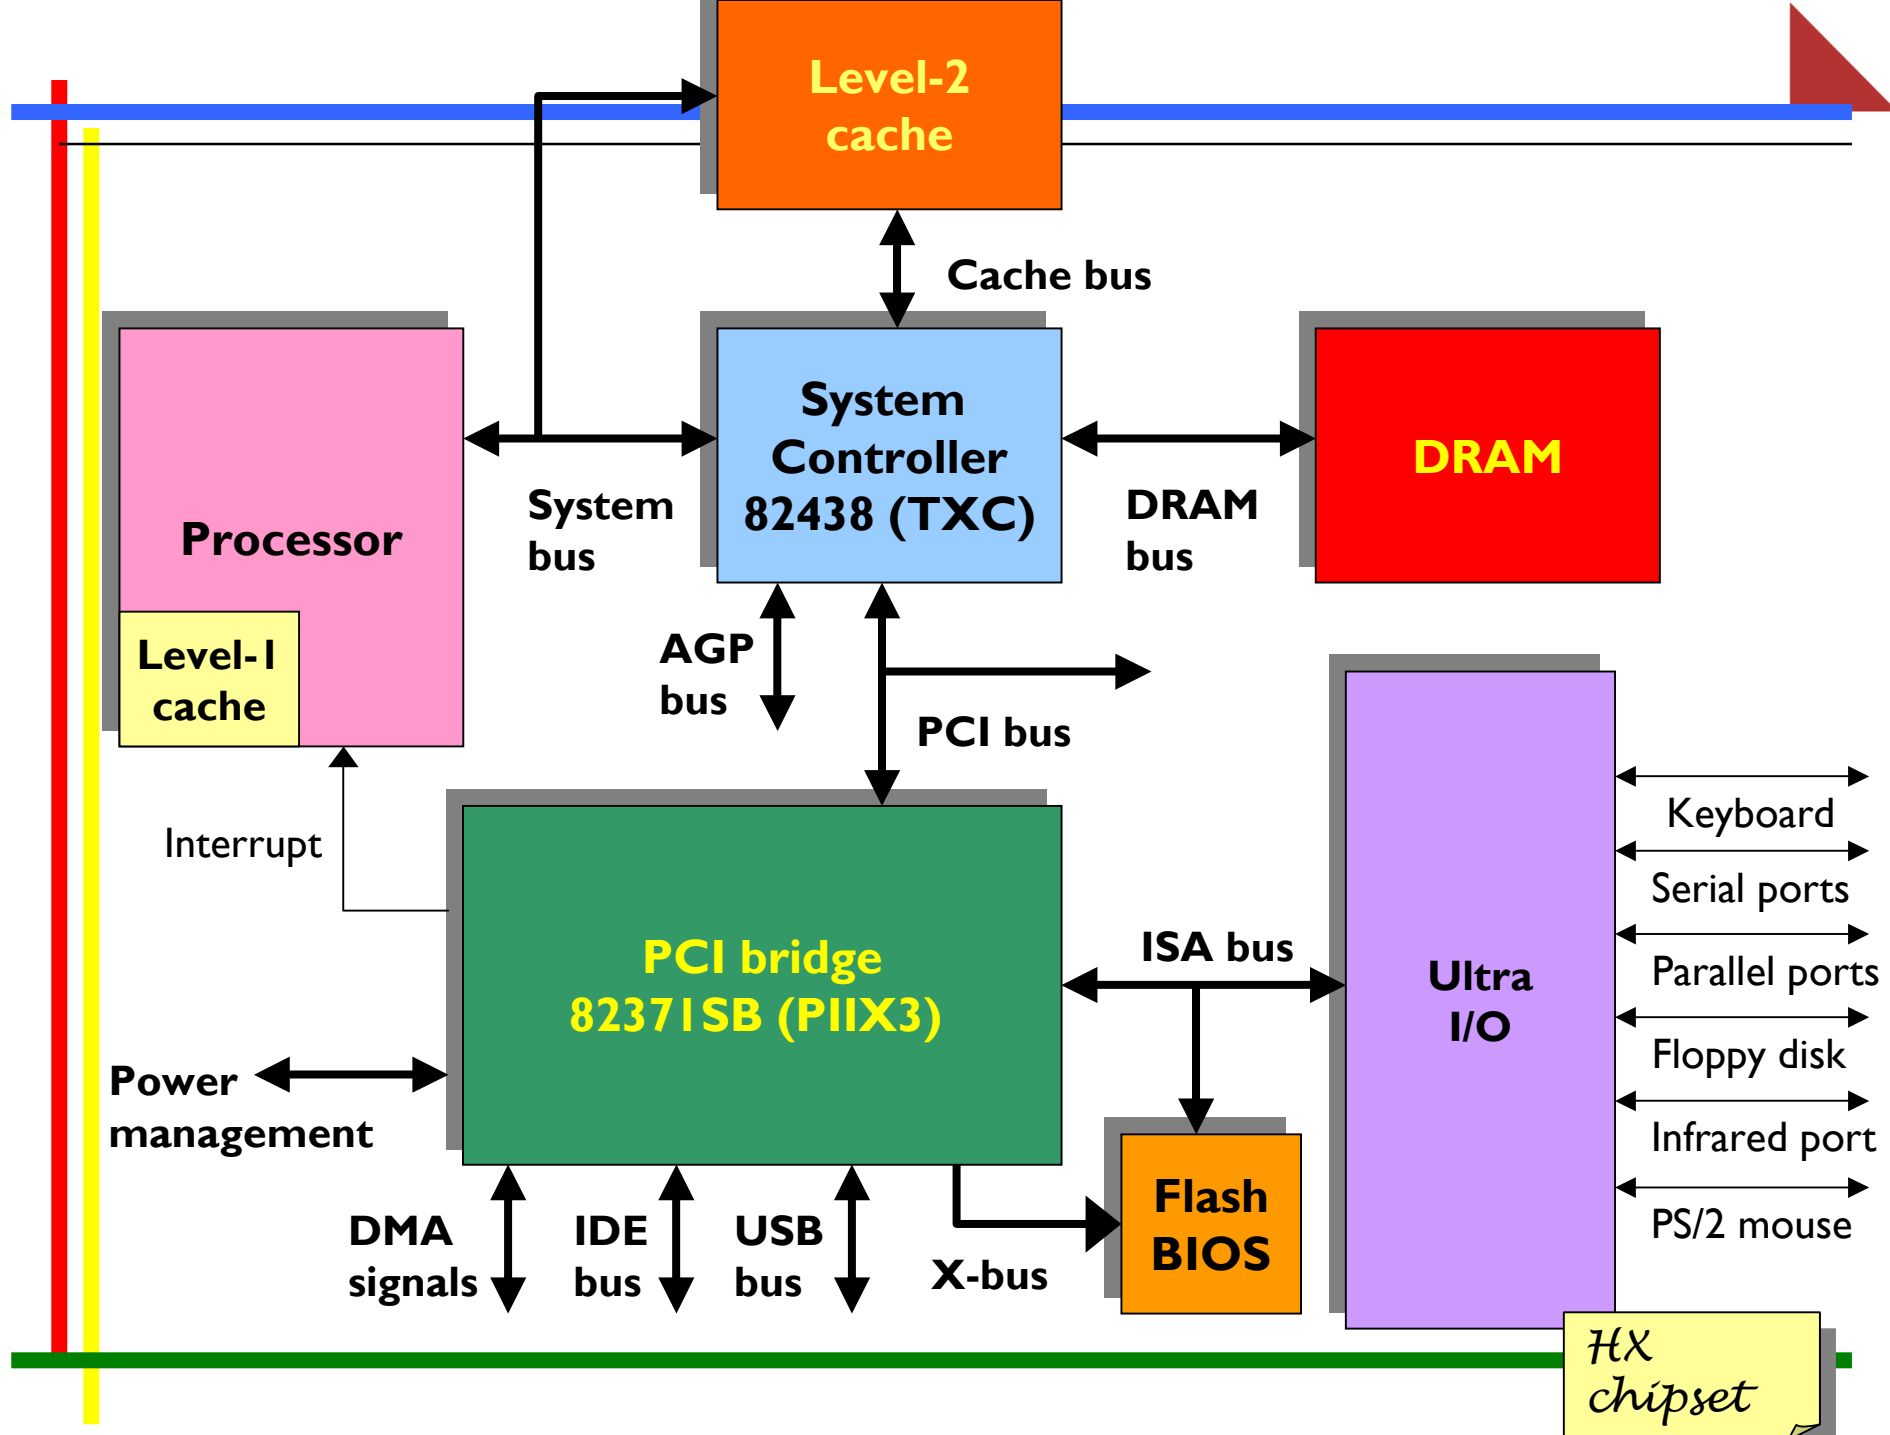 Level-2
cache
Cache bus
System
Controller
82438 (TXC)
DRAM
Processor
System
bus
DRAM
bus
Level-1
cache
AGP
bus
PCI bus
Interrupt
Keyboard
Serial ports
Parallel ports
Floppy disk
Infrared port
PS/2 mouse
PCI bridge
82371SB (PIIX3)
ISA bus
Ultra
I/O
Power
management
Flash
BIOS
DMA
signals
IDE
bus
USB
bus
X-bus
HX
chipset